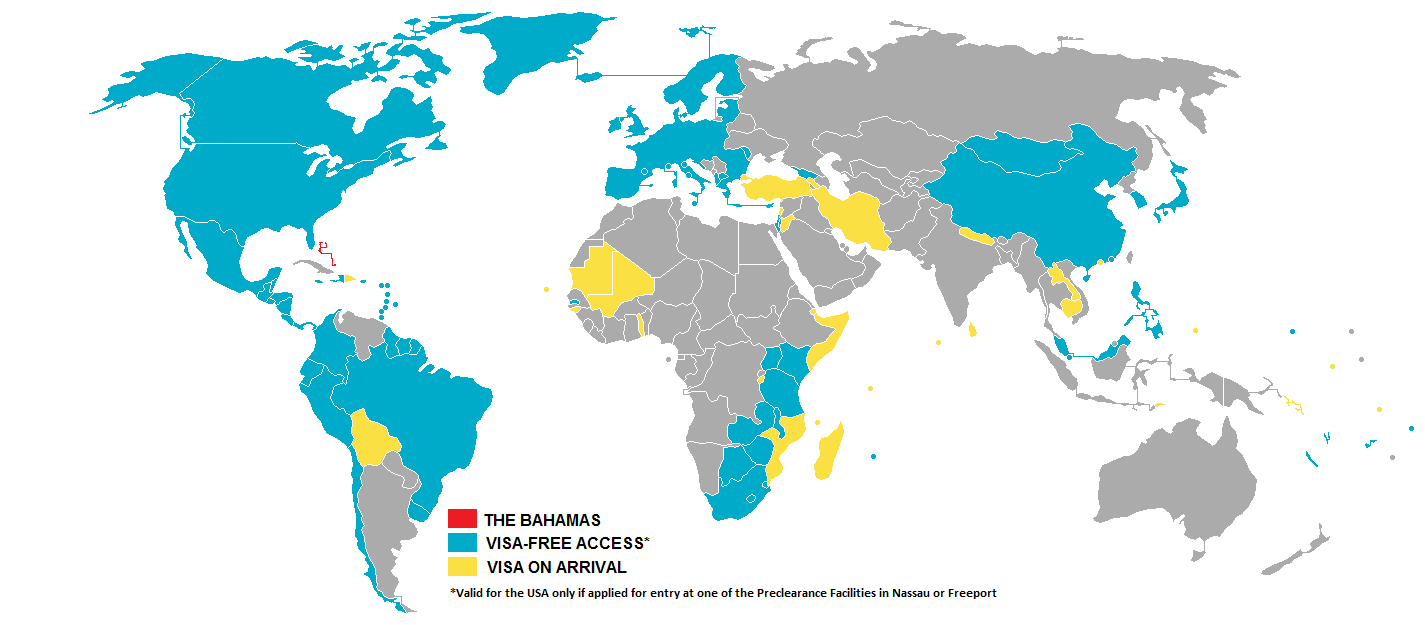 THE BAHAMAS
VISA-FREE ACCESS*
VISA ON ARRIVAL
*Valid for the USA only if applied for entry at one of the Preclearance Facilities in Nassau or Freeport